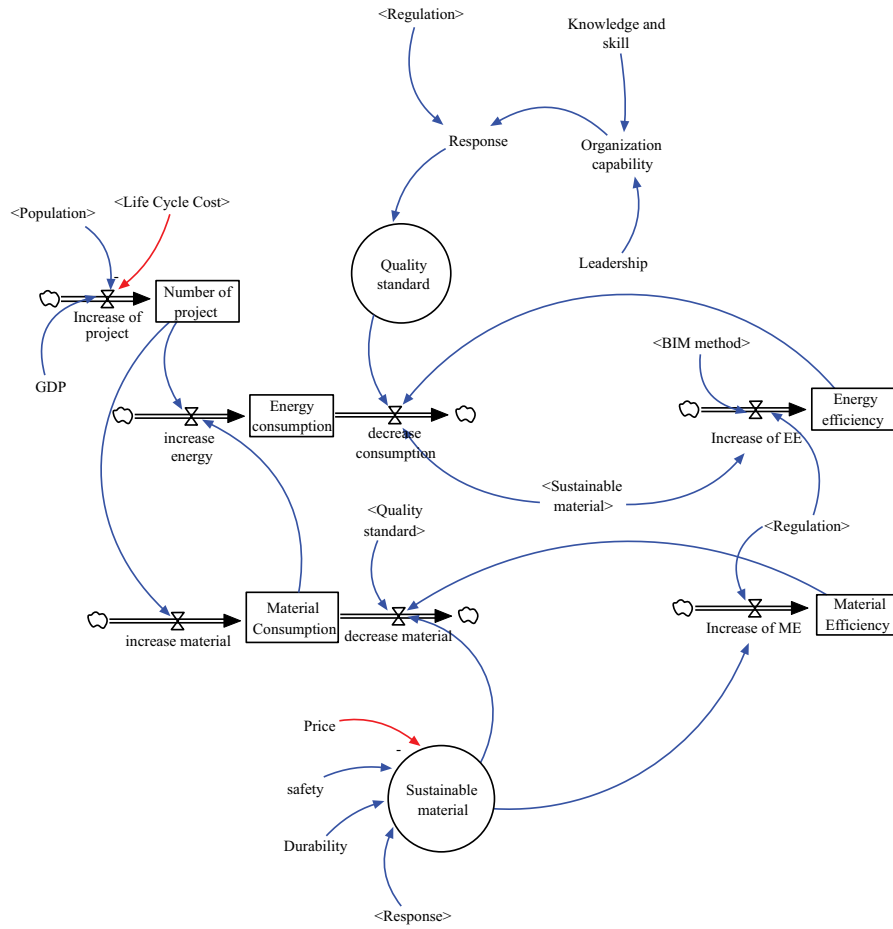 <Regulation>
Knowledge and
skill
Response
Organization
capability
<Life Cycle Cost>
<Population>
Leadership
Quality
standard
-
Number of
project
Increase of
project
GDP
<BIM method>
Energy
consumption
Energy
efficiency
increase
energy
decrease
consumption
Increase of EE
<Sustainable
material>
<Quality
standard>
<Regulation>
Material
Consumption
Material
Efficiency
increase material
decrease material
Increase of ME
Price
-
safety
Sustainable
material
Durability
<Response>